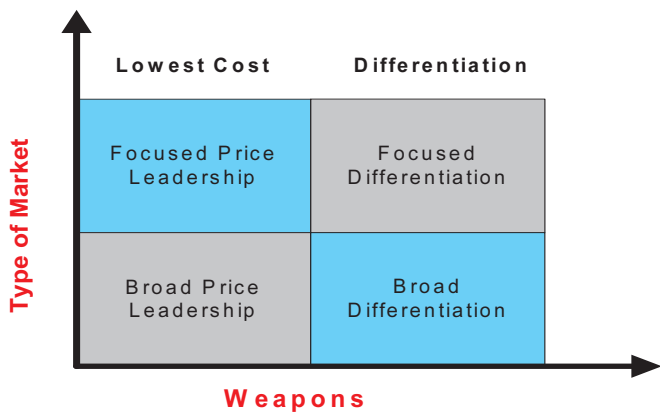 Lowest Cost
Differentiation
Focused Price
Leadership
Focused
Differentiation
Broad Price
Leadership
Broad
Differentiation
Type of Market
Weapons